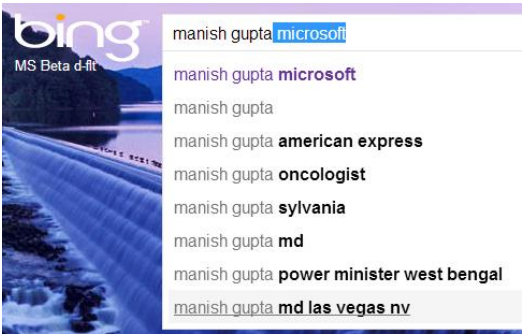 bing
MS Beta d-flt
manish gupta microsoft
manish gupta microsoft
manish gupta
manish gupta american express
manish gupta oncologist
manish gupta sylvania
manish gupta md
manish gupta power minister west bengal
manish gupta md las vegas nv